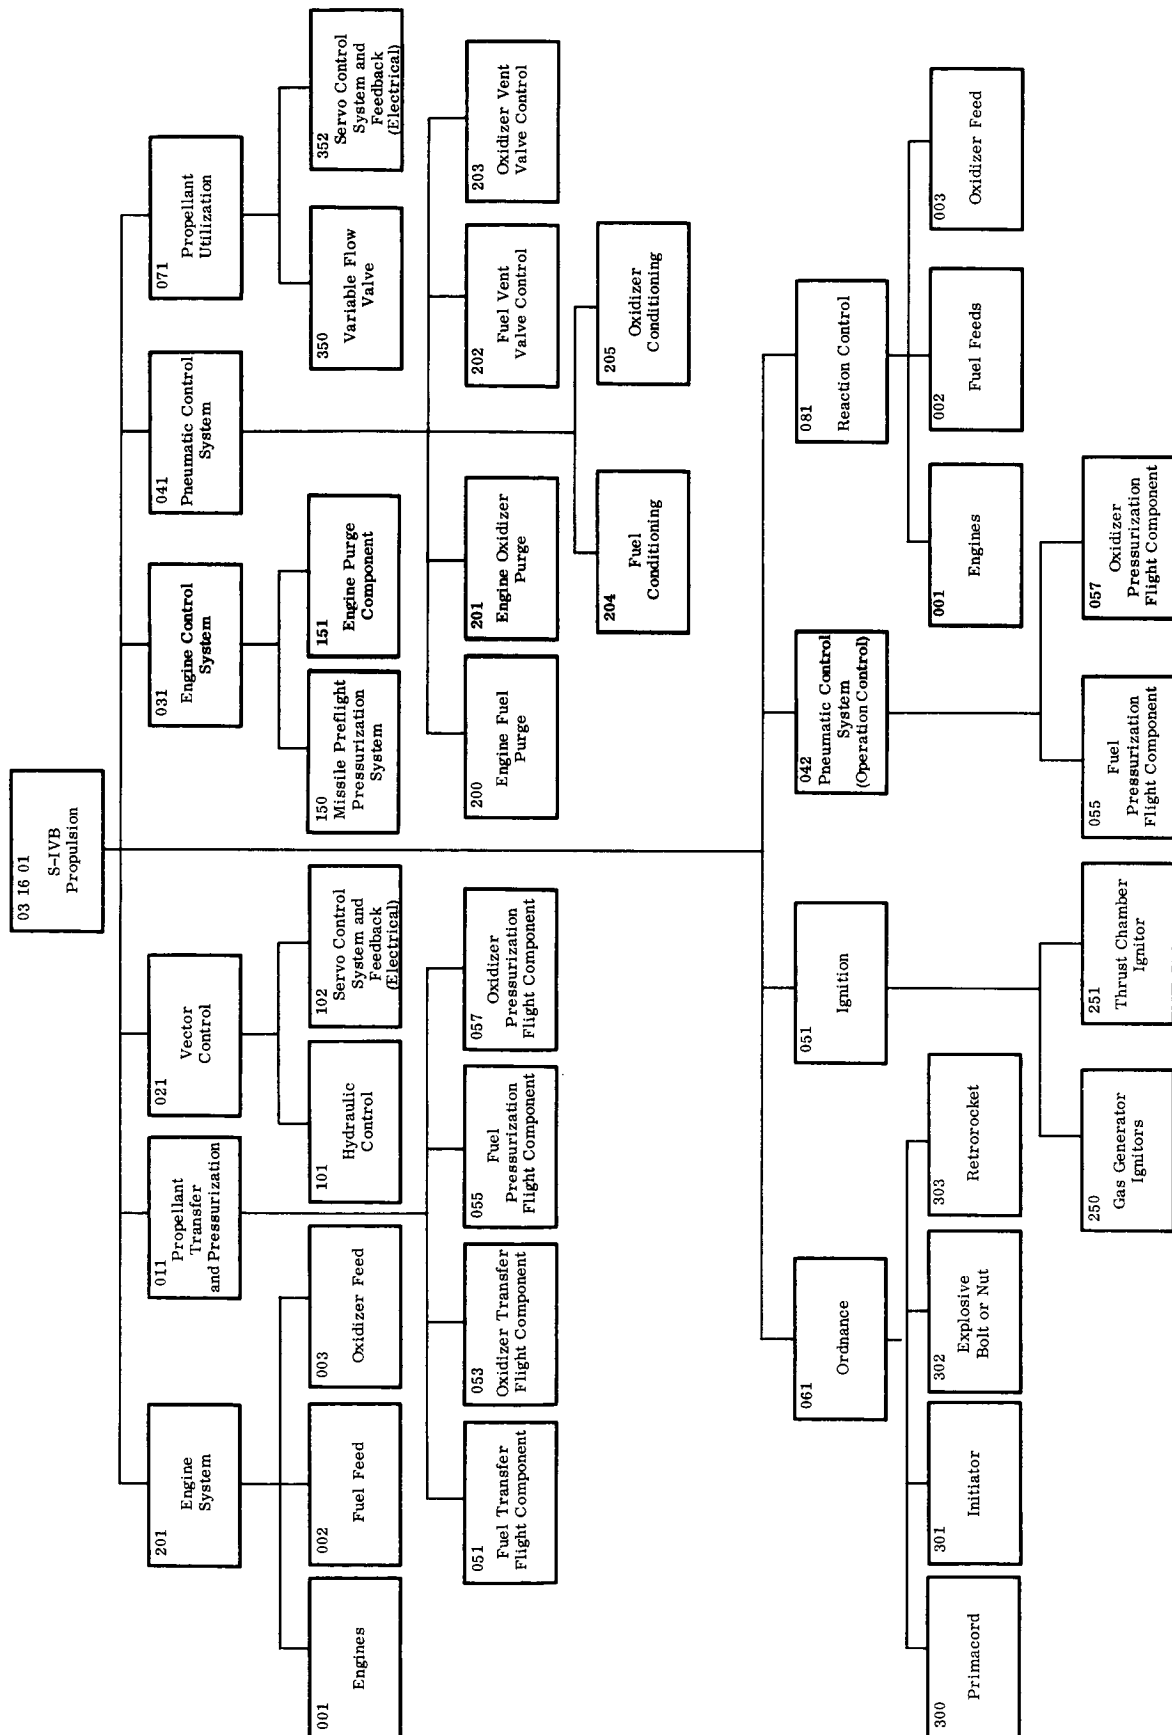 03 16 01
S-IVB
Propulsion
201
Engine
System
011
Propellant
Transfer
and Pressurization
021
Vector
Control
031
Engine Control
System
041
Pneumatic Control
System
071
Propellant
Utilization
001
Engines
002
Fuel Feed
003
Oxidizer Feed
101
Hydraulic
Control
102
Servo Control
System and
Feedback
(Electrical)
150
Missile Preflight
Pressurization
System
151
Engine Purge
Component
350
Variable Flow
Valve
352
Servo Control
System and
Feedback
(Electrical)
051
Fuel Transfer
Flight Component
053
Oxidizer Transfer
Flight Component
055
Fuel
Pressurization
Flight Component
057
Oxidizer
Pressurization
Flight Component
200
Engine Fuel
Purge
201
Engine Oxidizer
Purge
202
Fuel Vent
Valve Control
203
Oxidizer Vent
Valve Control
204
Fuel
Conditioning
205
Oxidizer
Conditioning
061
Ordnance
051
Ignition
042
Pneumatic Control
System
(Operation Control)
081
Reaction Control
300
Primacord
301
Initiator
302
Explosive
Bolt or Nut
303
Retrorocket
001
Engines
002
Fuel Feeds
003
Oxidizer Feed
250
Gas Generator
Ignitors
251
Thrust Chamber
Ignitor
055
Fuel
Pressurization
Flight Component
057
Oxidizer
Pressurization
Flight Component